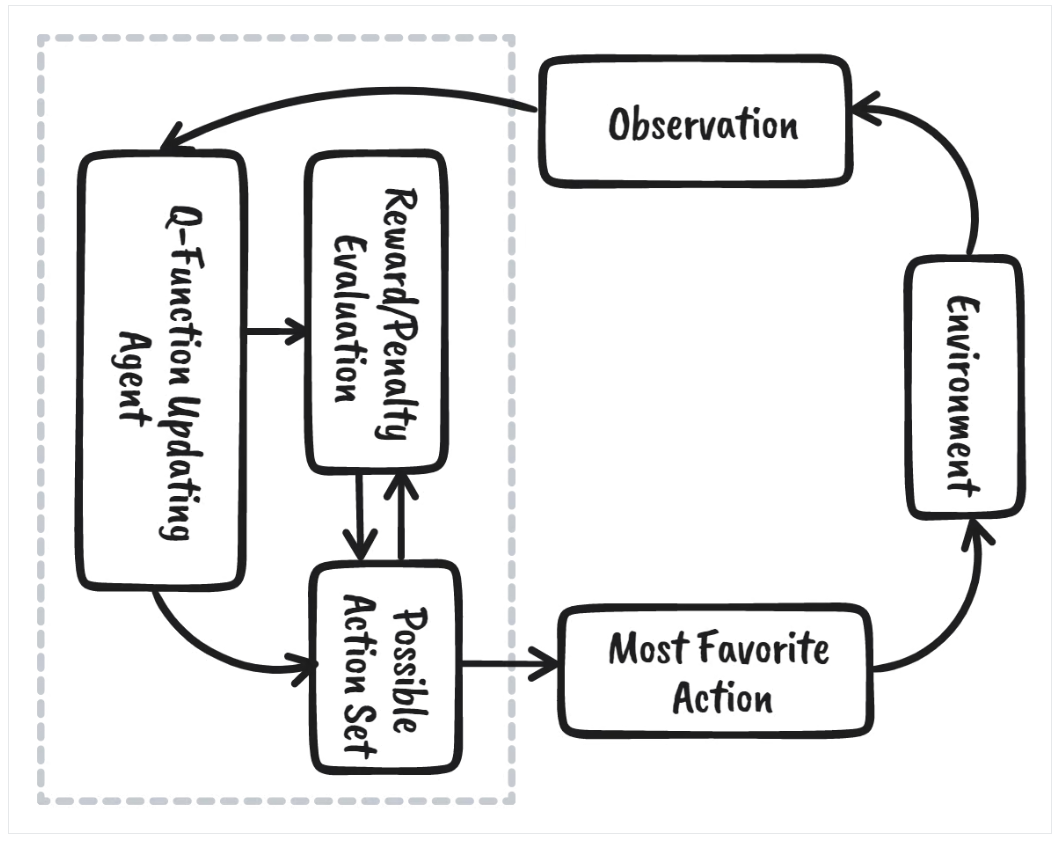 Observation
Q-Function Updating
Agent
Reward/Penalty
Evaluation
Environment
Possible
Action Set
Most Favorite
Action